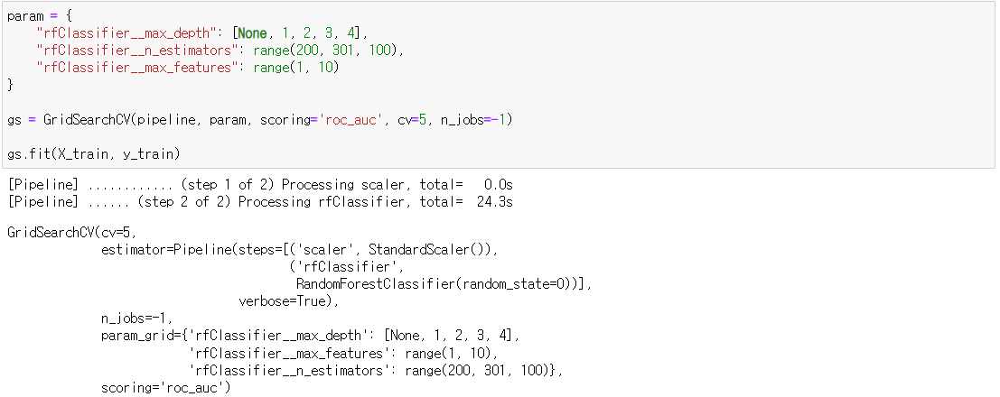 param = {
    "rfClassifier__max_depth": [None, 1, 2, 3, 4],
    "rfClassifier__n_estimators": range(200, 301, 100),
    "rfClassifier__max_features": range(1, 10)
}
gs = GridSearchCV(pipeline, param, scoring='roc_auc', cv=5, n_jobs=-1)
gs.fit(X_train, y_train)
[Pipeline] ............ (step 1 of 2) Processing scaler, total=   0.0s
[Pipeline] ...... (step 2 of 2) Processing rfClassifier, total=  24.3s
GridSearchCV(cv=5,
             estimator=Pipeline(steps=[('scaler', StandardScaler()),
                                       ('rfClassifier',
                                        RandomForestClassifier(random_state=0))],
                                verbose=True),
             n_jobs=-1,
             param_grid={'rfClassifier__max_depth': [None, 1, 2, 3, 4],
                         'rfClassifier__max_features': range(1, 10),
                         'rfClassifier__n_estimators': range(200, 301, 100)},
             scoring='roc_auc')